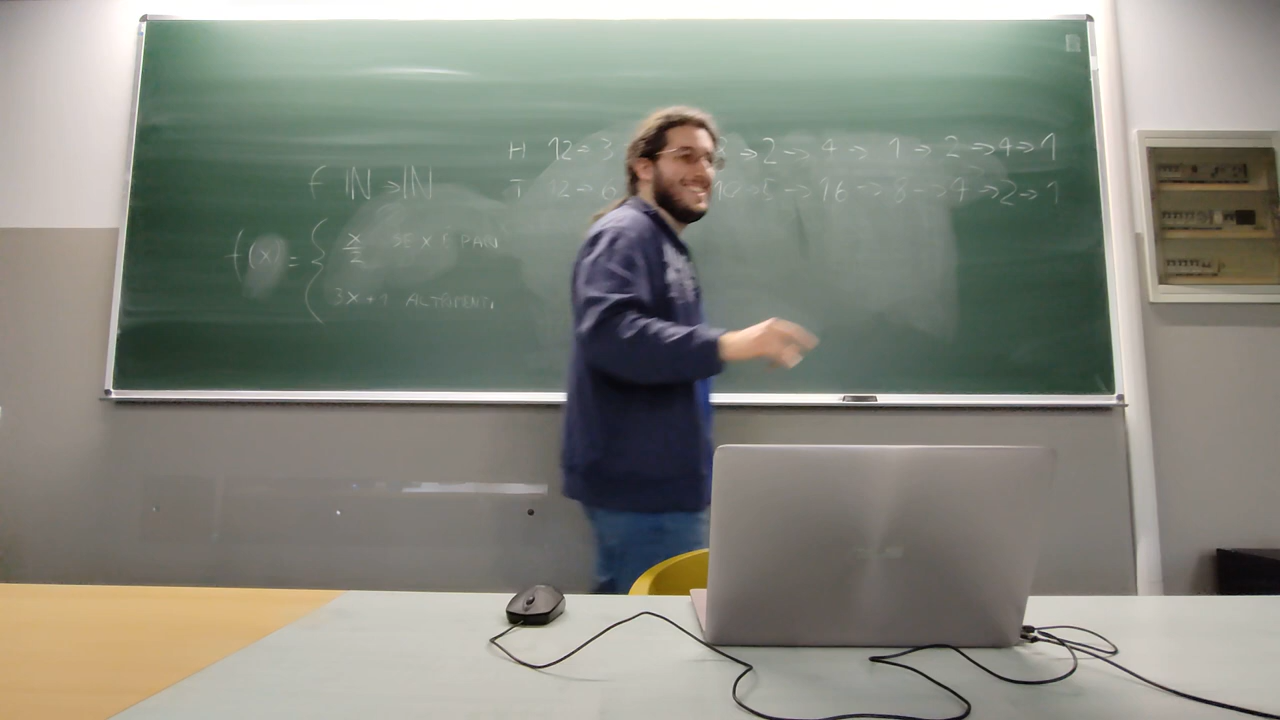 f IN → IN
f(x) = { x/2 SE X È PARI
3x+1 ALTRIMENTI
H 12 → 3 → 2 → 4 → 1 → 2 → 4 → 1
T 12 → 6 10 → 5 → 16 → 8 → 4 → 2 → 1